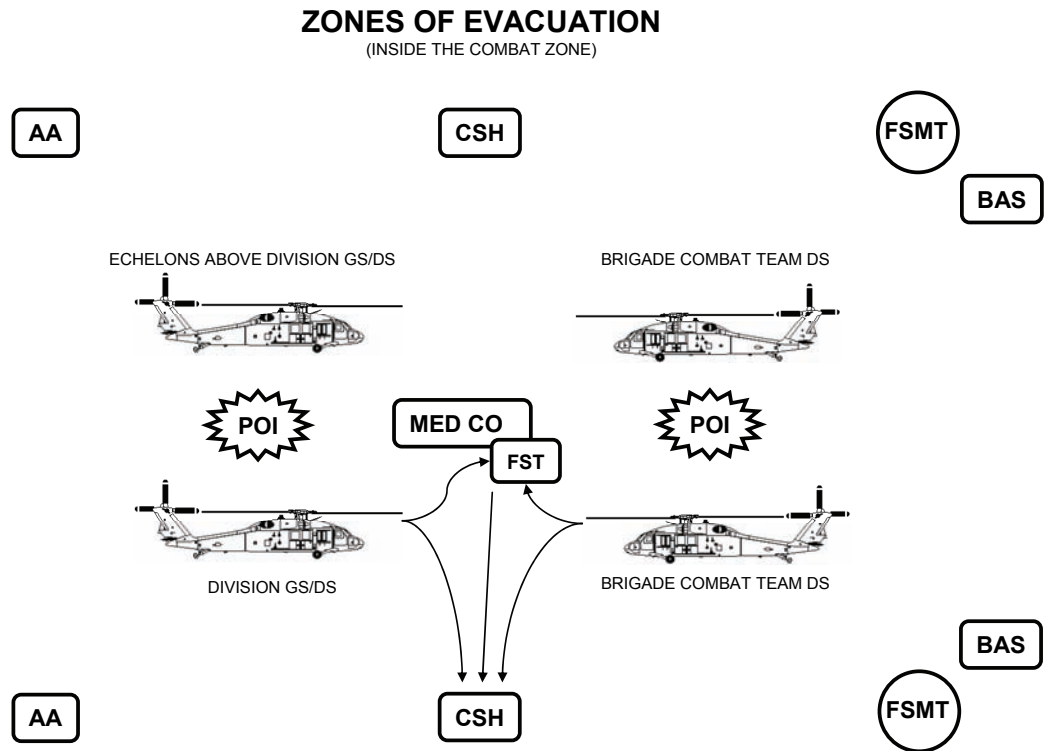 ZONES OF EVACUATION
(INSIDE THE COMBAT ZONE)
AA
CSH
FSMT
BAS
ECHELONS ABOVE DIVISION GS/DS
BRIGADE COMBAT TEAM DS
POI
MED CO
FST
POI
DIVISION GS/DS
BRIGADE COMBAT TEAM DS
BAS
AA
CSH
FSMT